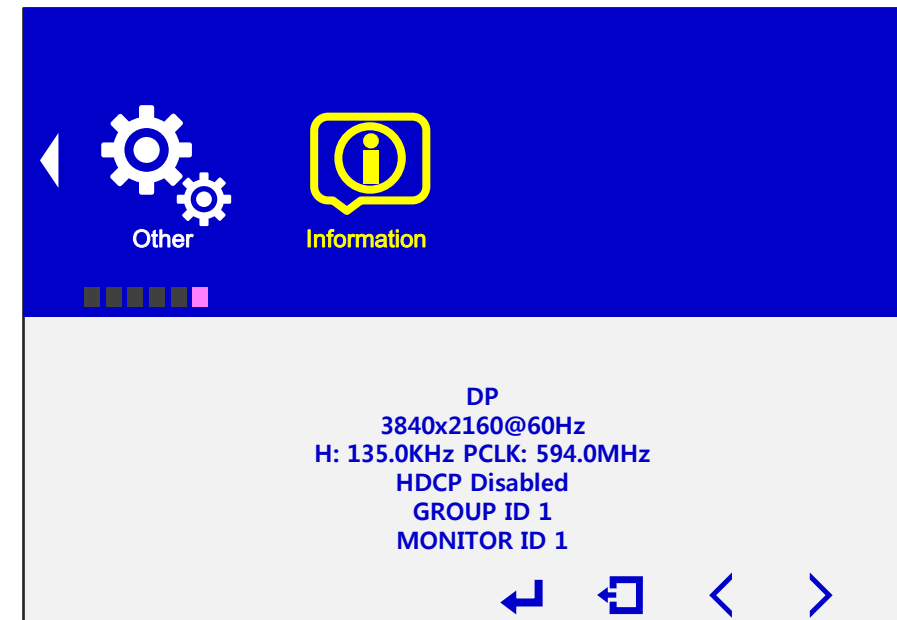 Other
Information
DP
3840x2160@60Hz
H: 135.0KHz PCLK: 594.0MHz
HDCP Disabled
GROUP ID 1
MONITOR ID 1